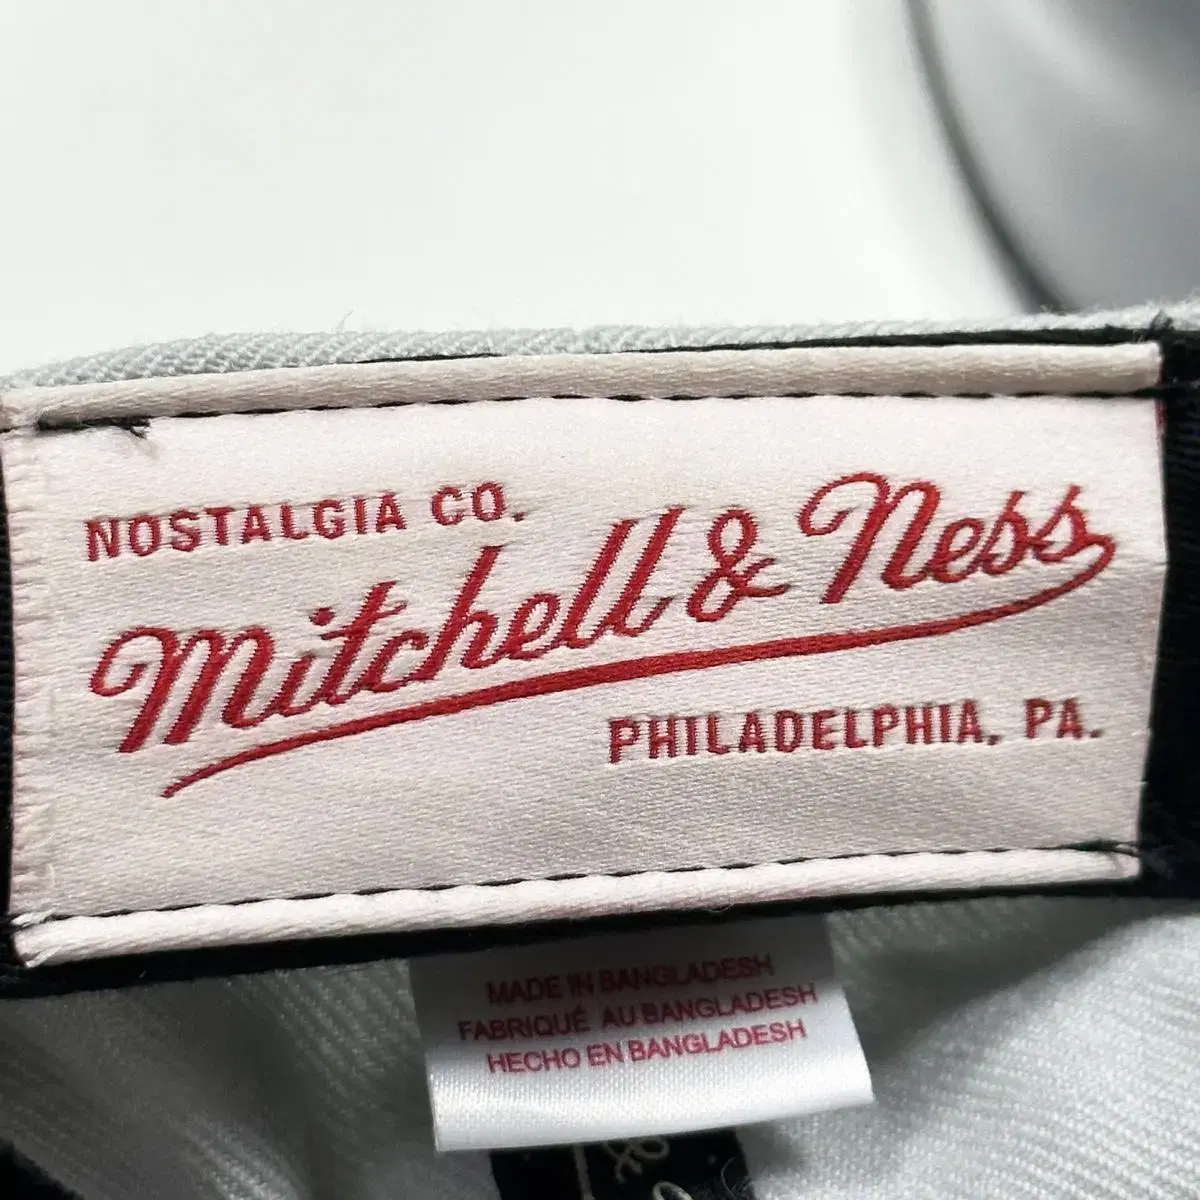 NOSTALGIA CO.
Mitchell & Ness
PHILADELPHIA, PA.
MADE IN BANGLADESH
FABRIQUÉ AU BANGLADESH
HECHO EN BANGLADESH
&